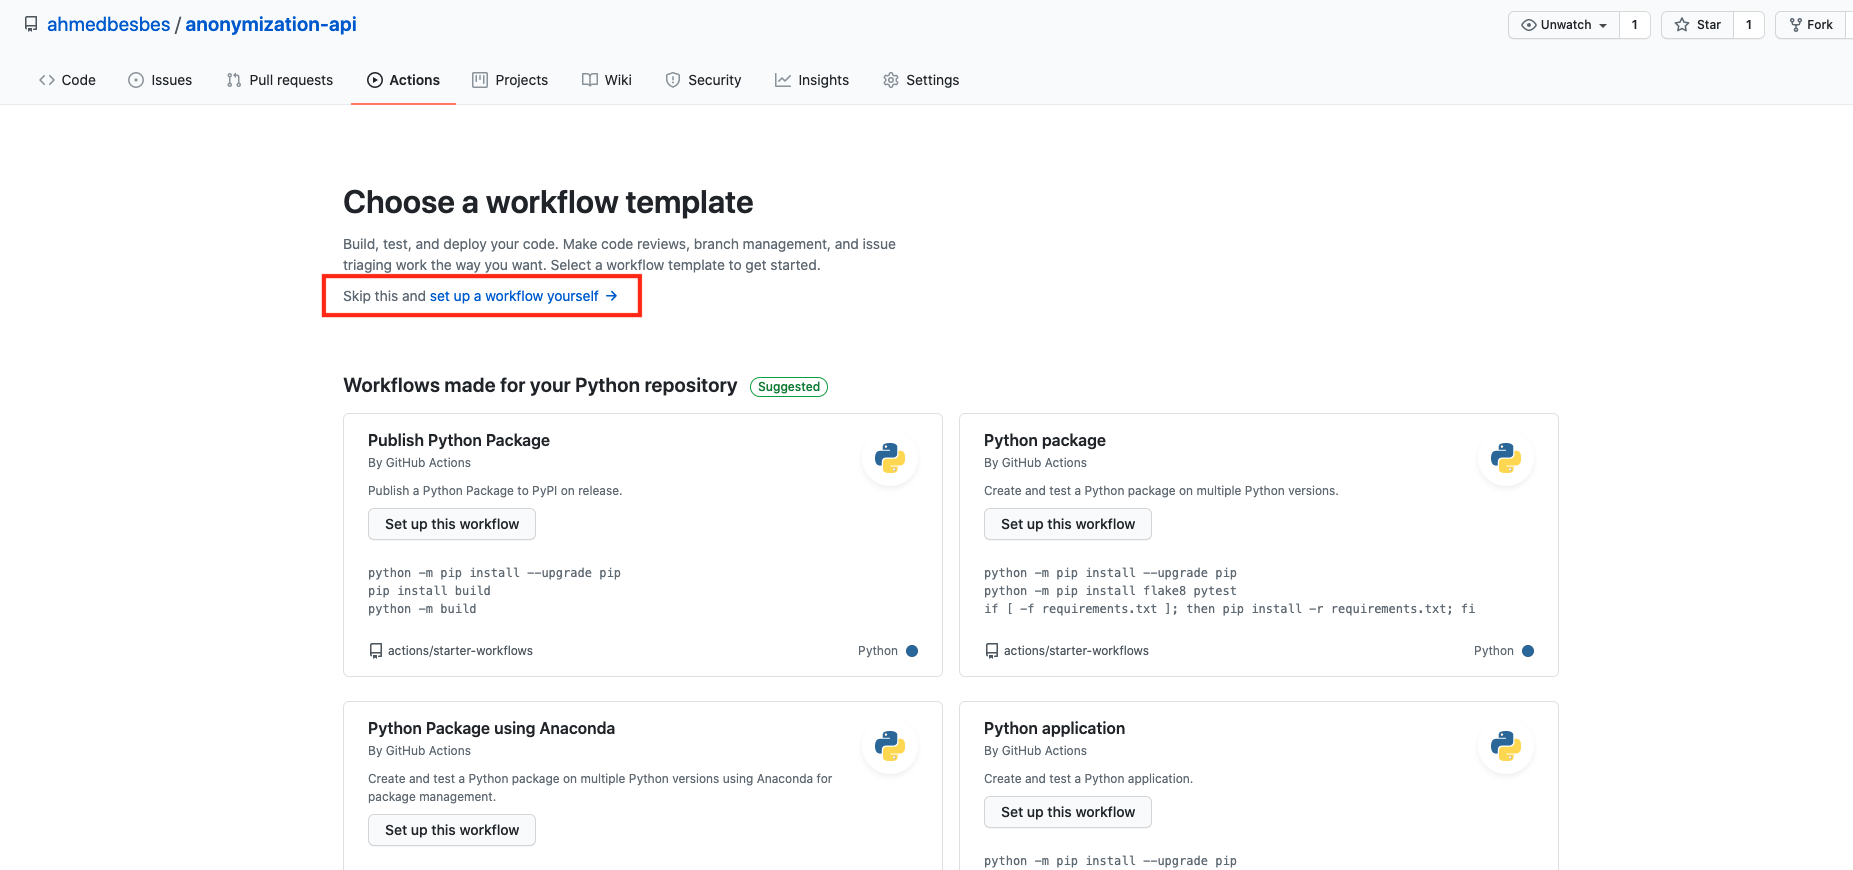 ahmedbesbes / anonymization-api
Unwatch 1 Star 1 Fork
Code Issues Pull requests Actions Projects Wiki Security Insights Settings
Choose a workflow template
Build, test, and deploy your code. Make code reviews, branch management, and issue
triaging work the way you want. Select a workflow template to get started.
Skip this and set up a workflow yourself →
Workflows made for your Python repository Suggested
Publish Python Package
By GitHub Actions
Publish a Python Package to PyPI on release.
Set up this workflow
python -m pip install --upgrade pip
pip install build
python -m build
actions/starter-workflows Python
Python package
By GitHub Actions
Create and test a Python package on multiple Python versions.
Set up this workflow
python -m pip install --upgrade pip
python -m pip install flake8 pytest
if [ -f requirements.txt ]; then pip install -r requirements.txt; fi
actions/starter-workflows Python
Python Package using Anaconda
By GitHub Actions
Create and test a Python package on multiple Python versions using Anaconda for
package management.
Set up this workflow
Python application
By GitHub Actions
Create and test a Python application.
Set up this workflow
python -m pip install --upgrade pip